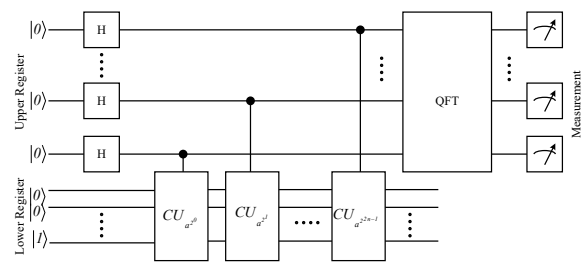 Upper Register
|0⟩ H
|0⟩ H
|0⟩ H
QFT
Measurement
Lower Register
|0⟩
|0⟩
|1⟩
CU_{a^{2^0}}
CU_{a^{2^1}}
CU_{a^{2^{2n-1}}}